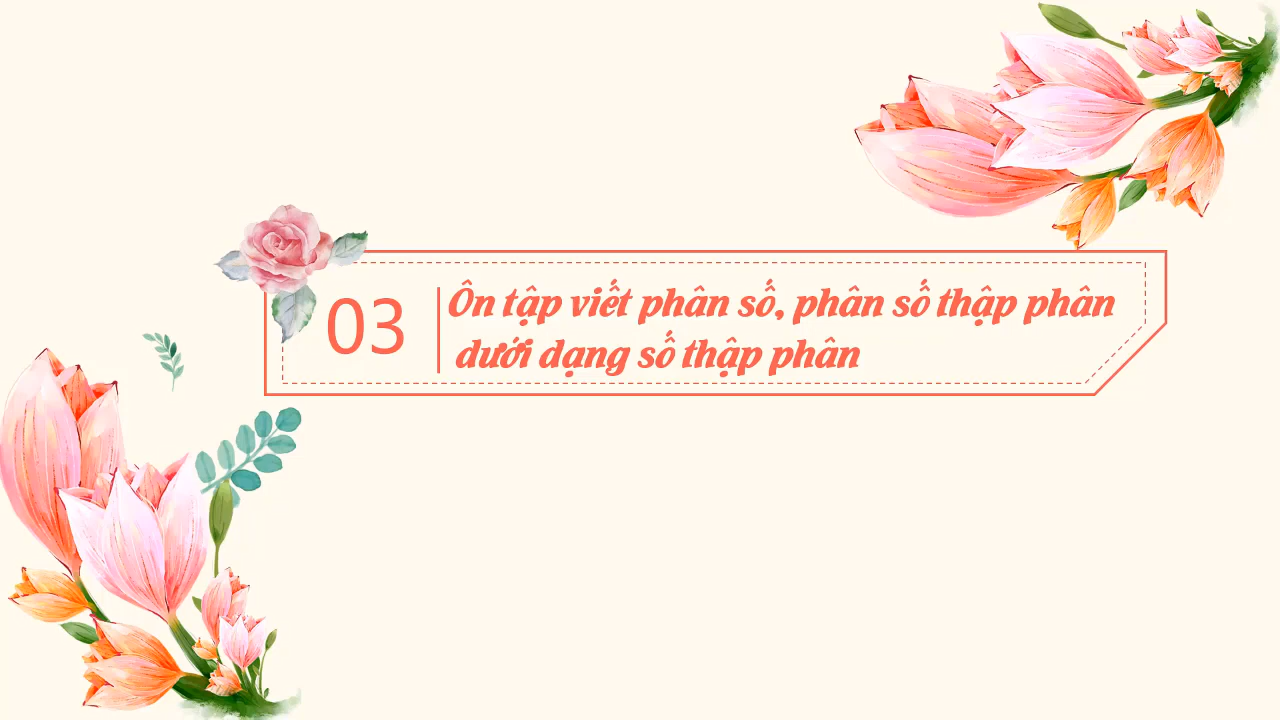 03
Ôn tập viết phân số, phân số thập phân
dưới dạng số thập phân